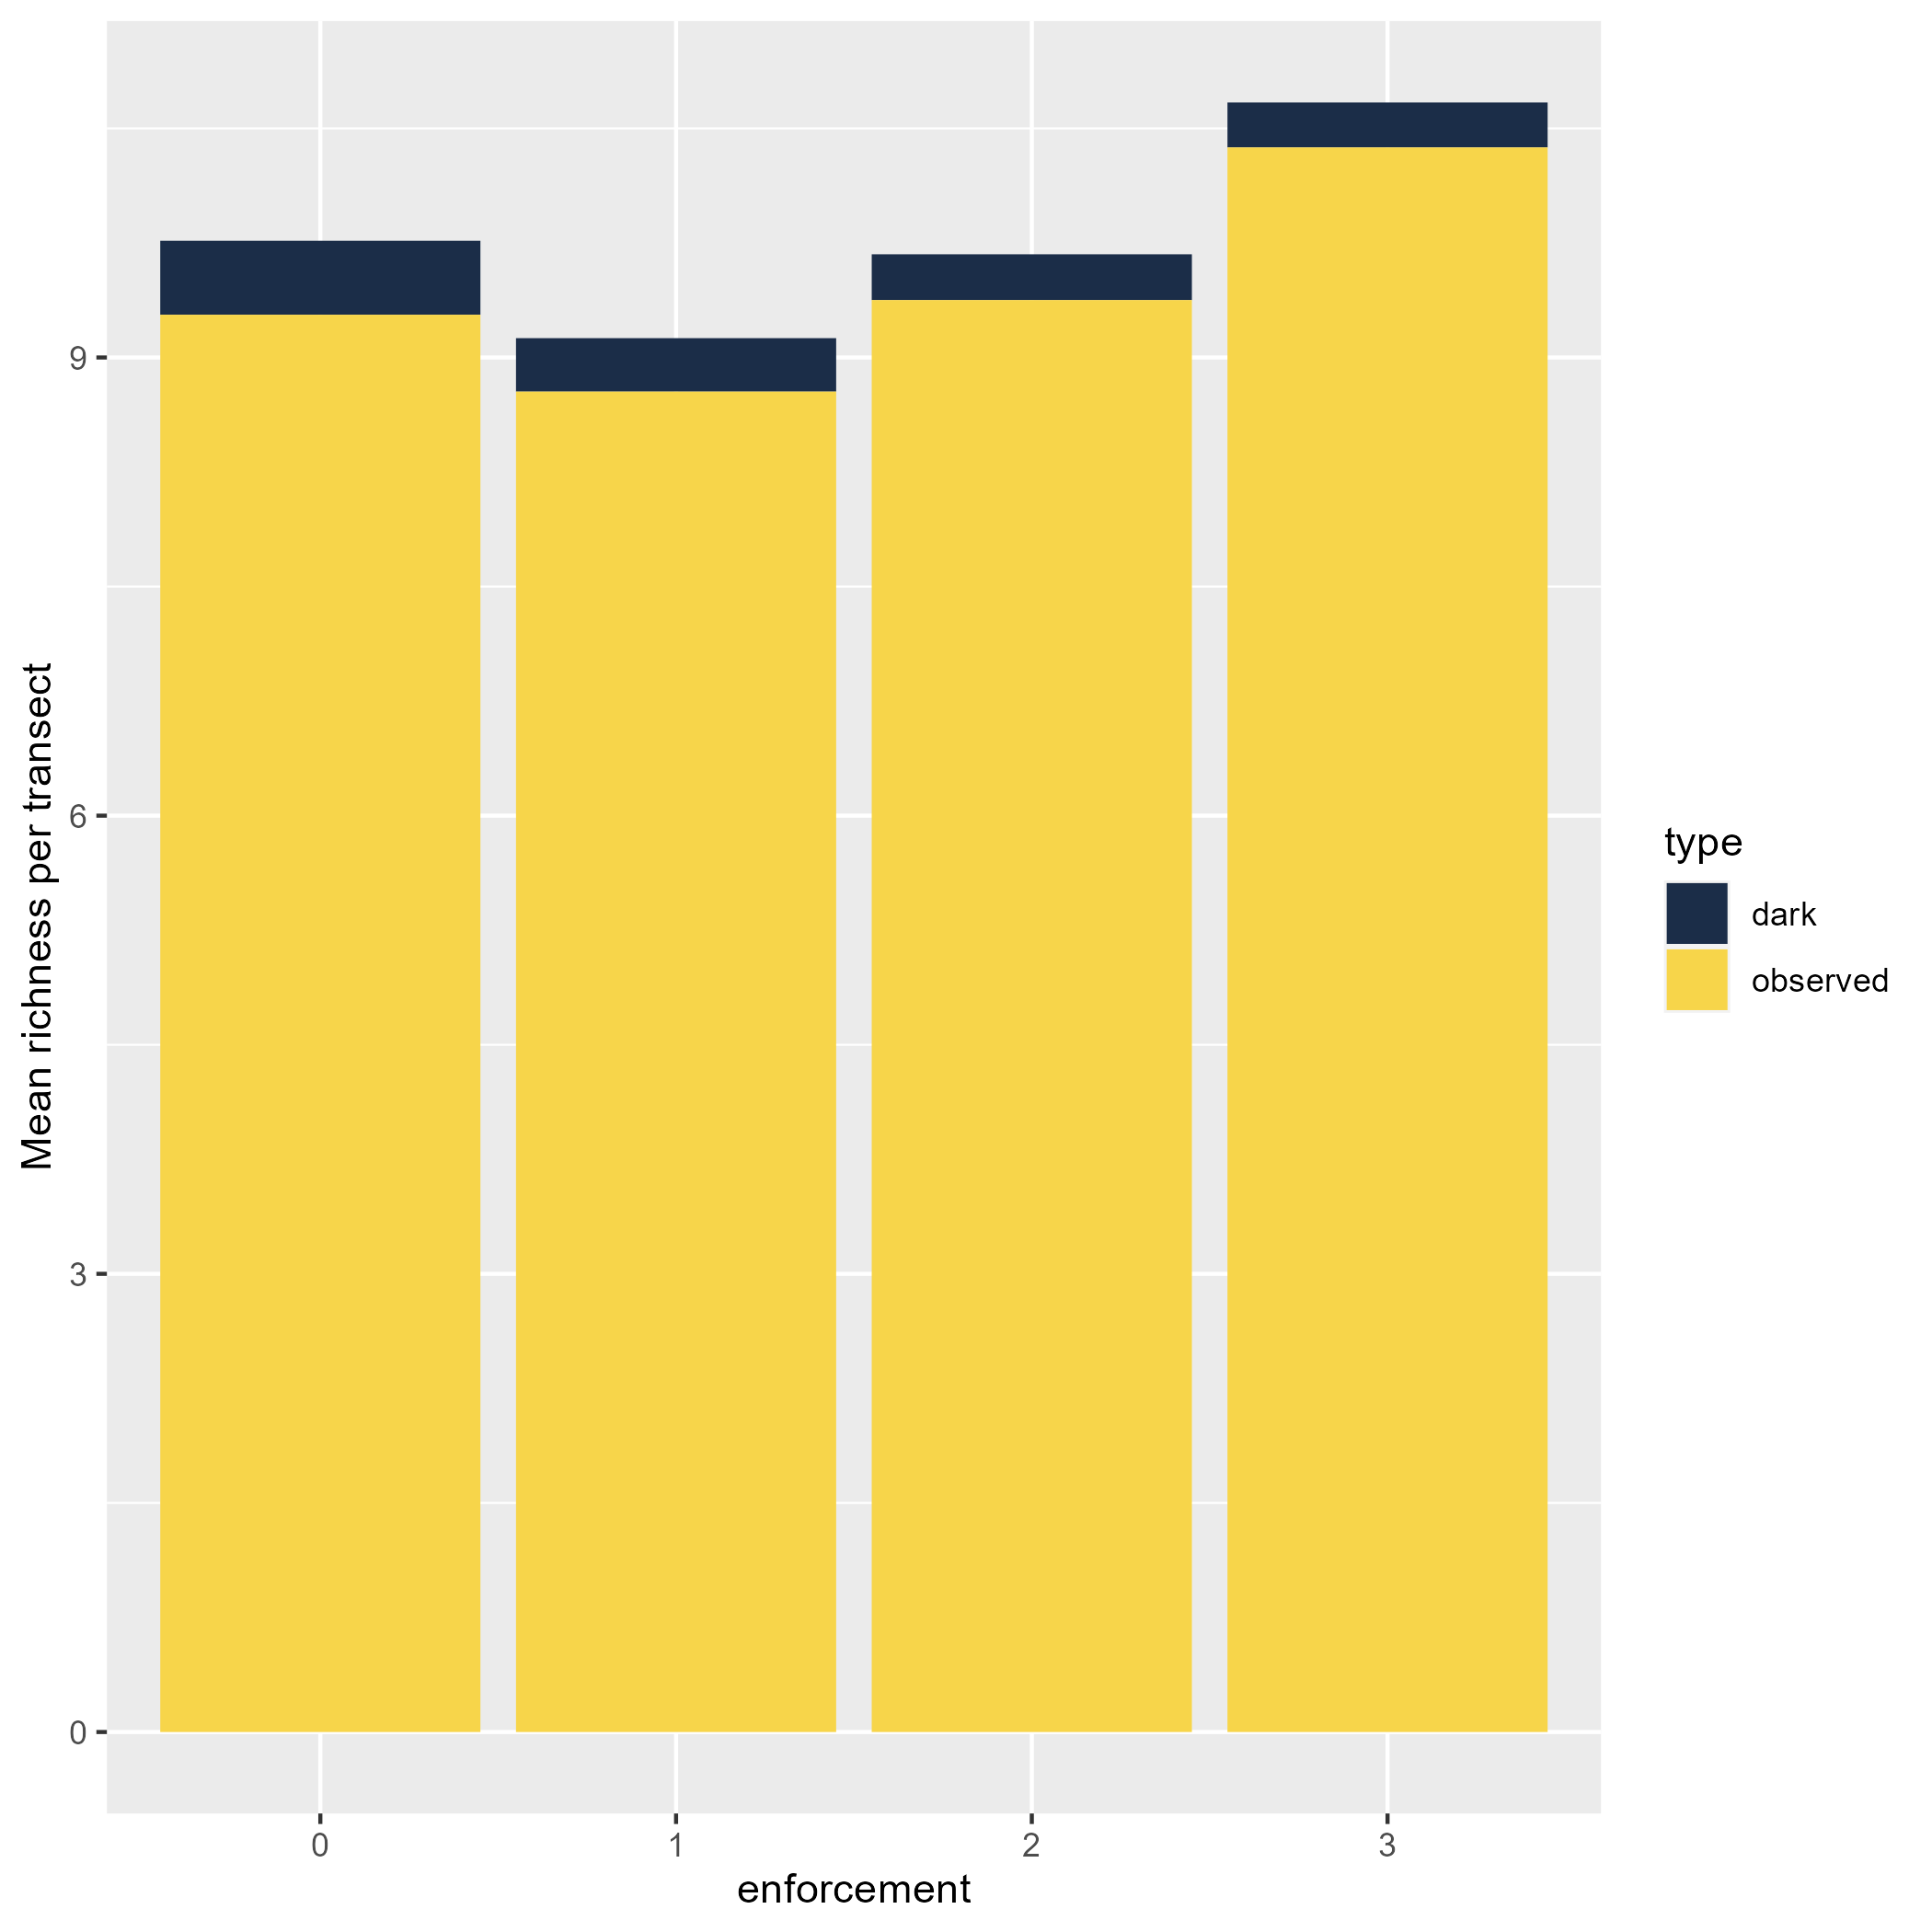 Mean richness per transect
9
6
3
0
0 1 2 3
enforcement
type
dark
observed